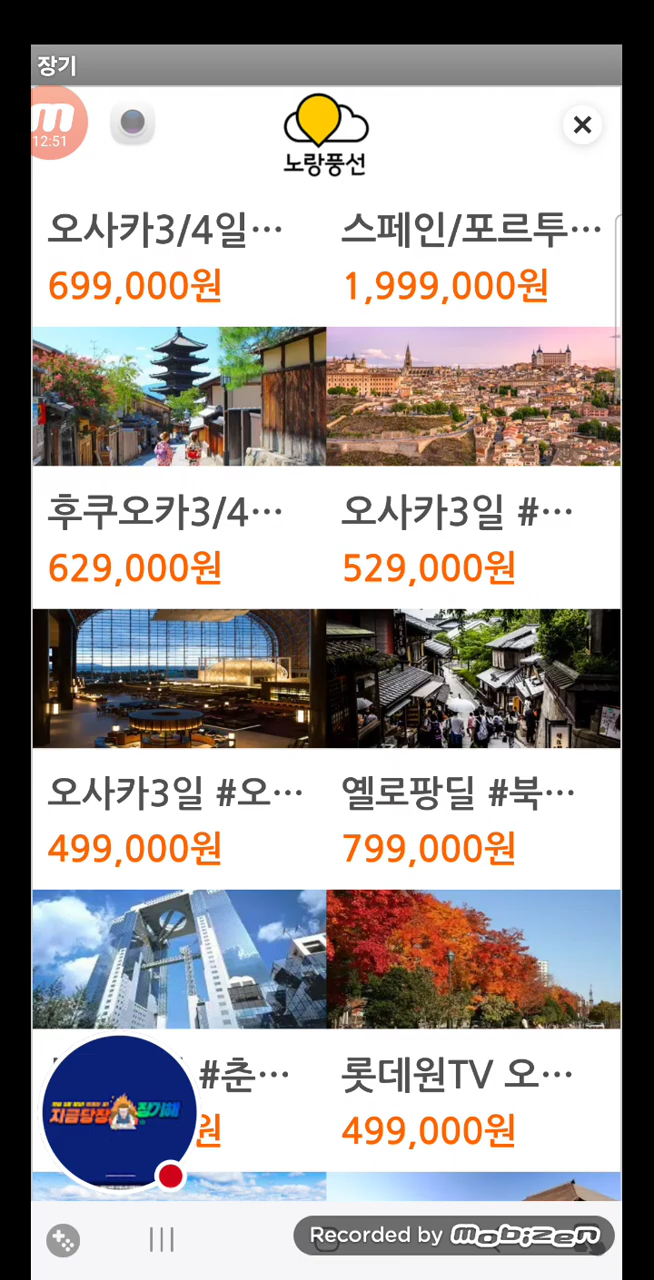 장기
m
12:51
노랑풍선
오사카3/4일…
스페인/포르투…
699,000원
1,999,000원
후쿠오카3/4…
오사카3일 #…
629,000원
529,000원
오사카3일 #오…
옐로팡딜 #북…
499,000원
799,000원
#춘…
롯데원TV 오…
원
499,000원
지금당장 장기해
Recorded by mobizen